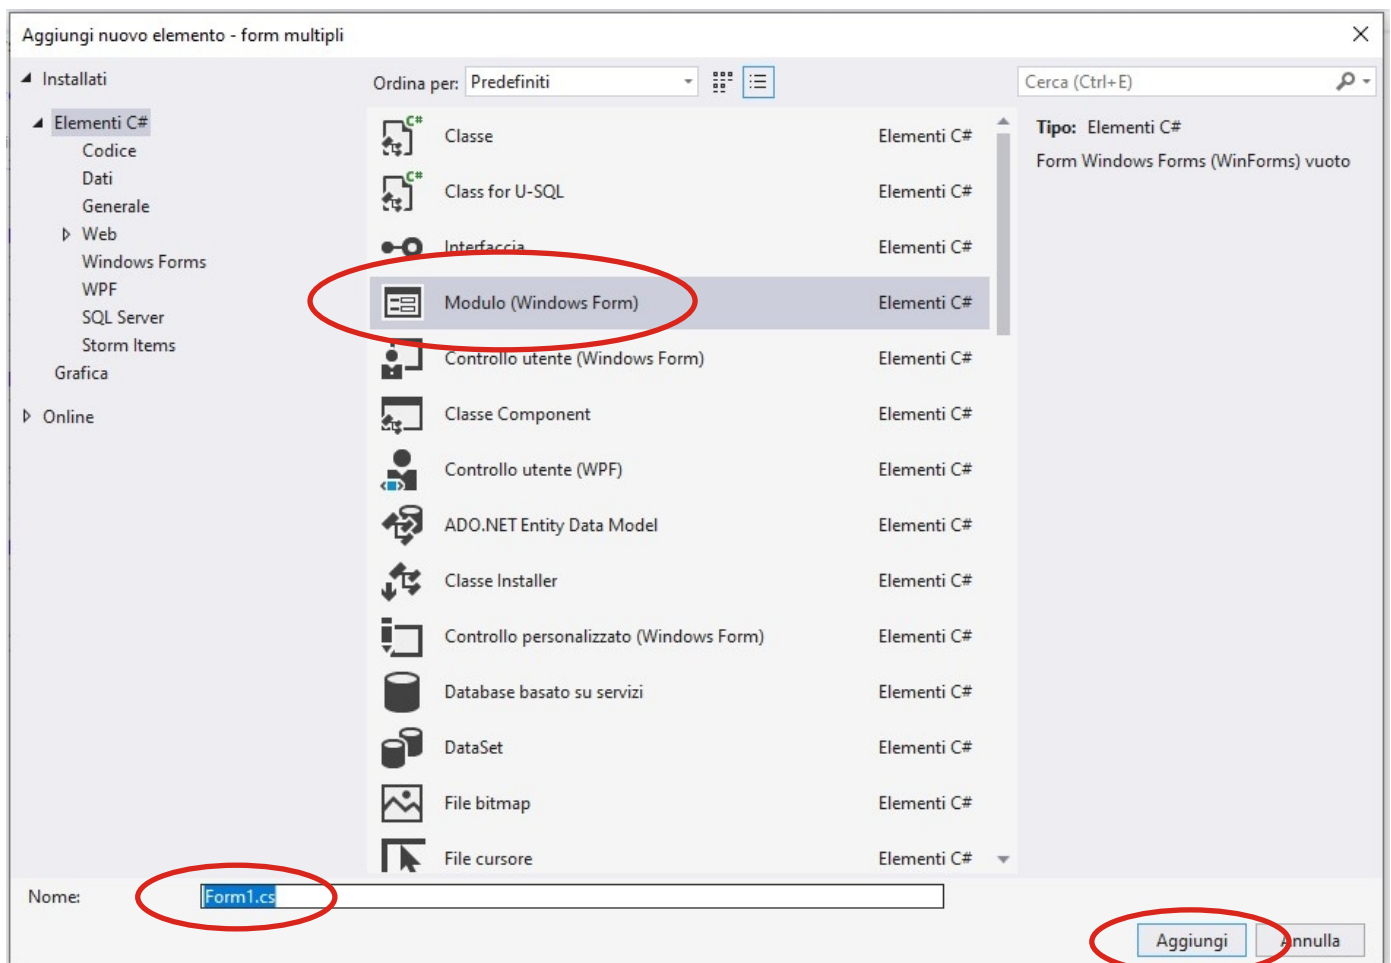 Aggiungi nuovo elemento - form multipli
Installati
Elementi C#
Codice
Dati
Generale
Web
Windows Forms
WPF
SQL Server
Storm Items
Grafica
Online
Ordina per: Predefiniti
C# Classe Elementi C#
C# Class for U-SQL Elementi C#
Interfaccia Elementi C#
Modulo (Windows Form) Elementi C#
Controllo utente (Windows Form) Elementi C#
Classe Component Elementi C#
Controllo utente (WPF) Elementi C#
ADO.NET Entity Data Model Elementi C#
Classe Installer Elementi C#
Controllo personalizzato (Windows Form) Elementi C#
Database basato su servizi Elementi C#
DataSet Elementi C#
File bitmap Elementi C#
File cursore Elementi C#
Cerca (Ctrl+E)
Tipo: Elementi C#
Form Windows Forms (WinForms) vuoto
Nome: Form1.cs
Aggiungi Annulla